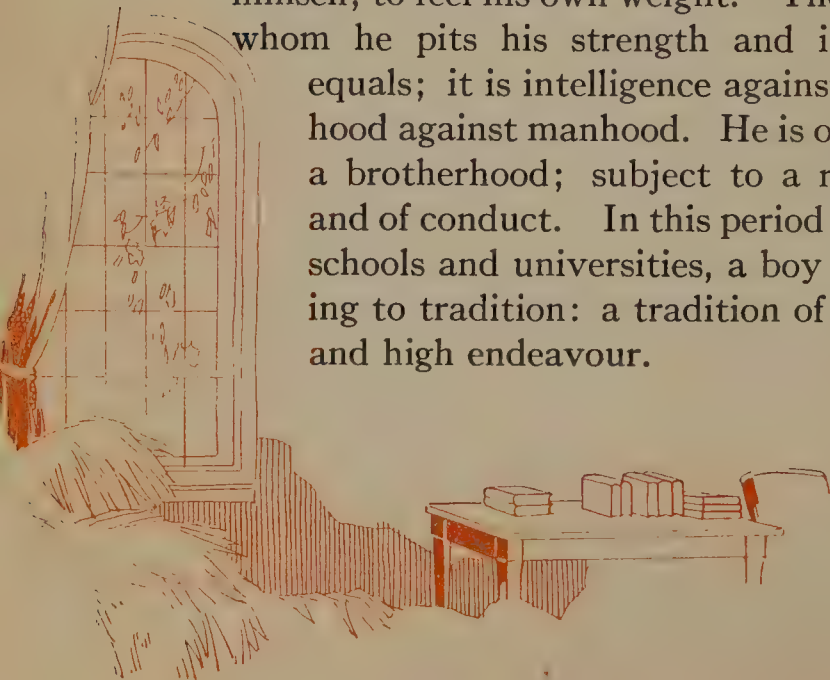 himself, to feel his own weight.
whom he pits his strength and
equals; it is intelligence agains
hood against manhood. He is
a brotherhood; subject to a
and of conduct. In this period
schools and universities, a boy
ing to tradition: a tradition of
and high endeavour.